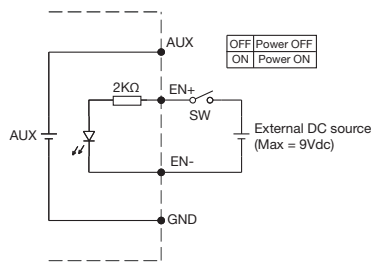 AUX
OFF Power OFF
ON Power ON
2KΩ
EN+
SW
AUX
External DC source
(Max = 9Vdc)
EN-
GND